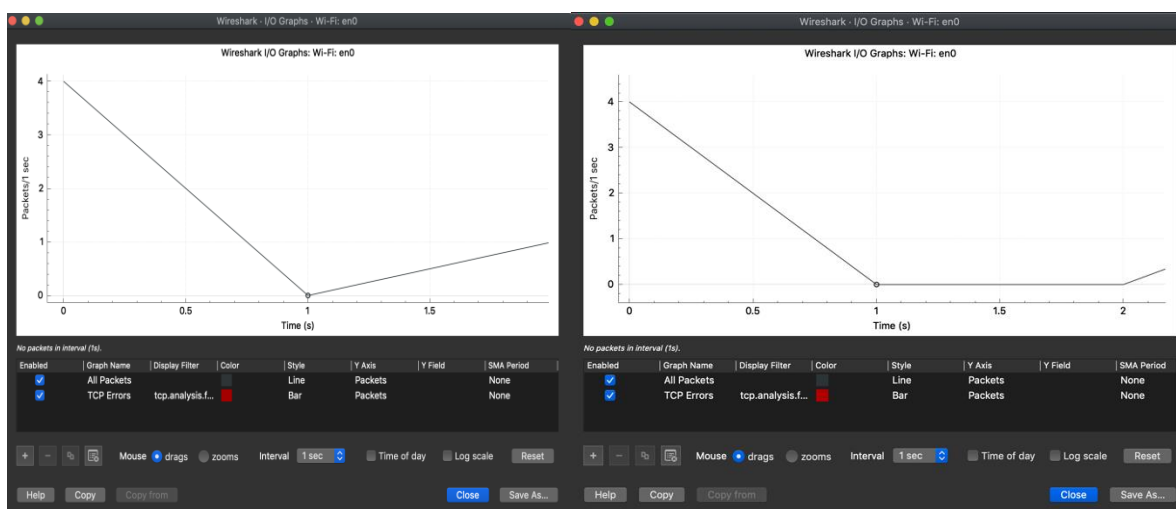 Wireshark · I/O Graphs · Wi-Fi: en0
Wireshark I/O Graphs: Wi-Fi: en0
Packets/1 sec
4
3
2
1
0
0 0.5 1 1.5
Time (s)
No packets in interval (1s).
Enabled Graph Name Display Filter Color Style Y Axis Y Field SMA Period
All Packets Line Packets None
TCP Errors tcp.analysis.f... Bar Packets None
+ − Mouse drags zooms Interval 1 sec Time of day Log scale Reset
Help Copy Copy from Close Save As...
Wireshark · I/O Graphs · Wi-Fi: en0
Wireshark I/O Graphs: Wi-Fi: en0
Packets/1 sec
4
3
2
1
0
0 0.5 1 1.5 2
Time (s)
No packets in interval (1s).
Enabled Graph Name Display Filter Color Style Y Axis Y Field SMA Period
All Packets Line Packets None
TCP Errors tcp.analysis.f... Bar Packets None
+ − Mouse drags zooms Interval 1 sec Time of day Log scale Reset
Help Copy Copy from Close Save As...